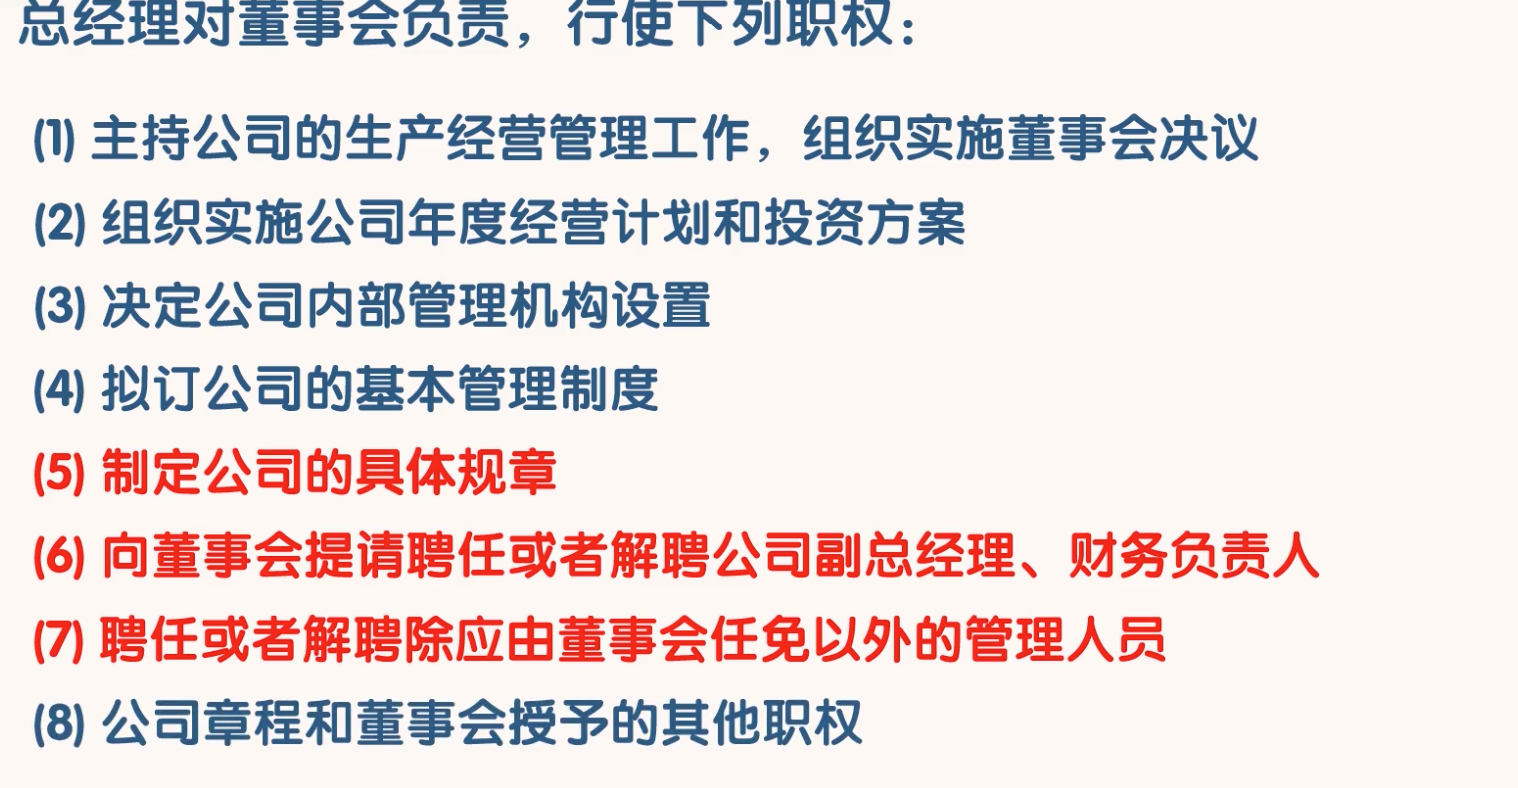 总经理对董事会负责，行使下列职权：
(1) 主持公司的生产经营管理工作，组织实施董事会决议
(2) 组织实施公司年度经营计划和投资方案
(3) 决定公司内部管理机构设置
(4) 拟订公司的基本管理制度
(5) 制定公司的具体规章
(6) 向董事会提请聘任或者解聘公司副总经理、财务负责人
(7) 聘任或者解聘除应由董事会任免以外的管理人员
(8) 公司章程和董事会授予的其他职权